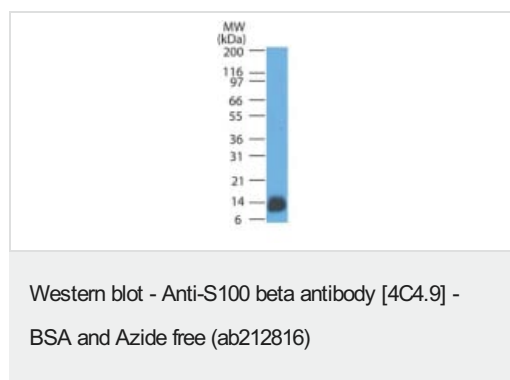 MW
(kDa)
200
116
97
66
55
36
31
21
14
6
Western blot - Anti-S100 beta antibody [4C4.9] -
BSA and Azide free (ab212816)